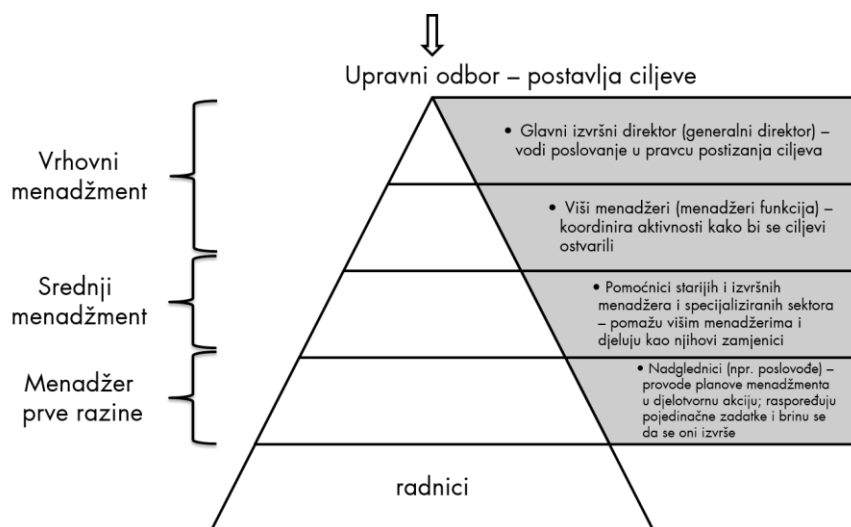 Upravni odbor – postavlja ciljeve
Vrhovni
menadžment
• Glavni izvršni direktor (generalni direktor) –
vodi poslovanje u pravcu postizanja ciljeva
• Viši menadžeri (menadžeri funkcija) –
koordinira aktivnosti kako bi se ciljevi
ostvarili
Srednji
menadžment
• Pomoćnici starijih i izvršnih
menadžera i specijaliziranih sektora
– pomažu višim menadžerima i
djeluju kao njihovi zamjenici
Menadžer
prve razine
• Nadglednici (npr. poslovođe) –
provode planove menadžmenta
u djelotvornu akciju; raspoređuju
pojedinačne zadatke i brinu se
da se oni izvrše
radnici